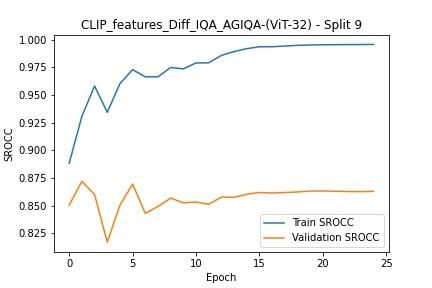 CLIP_features_Diff_IQA_AGIQA-(ViT-32) - Split 9
1.000
0.975
0.950
0.925
0.900
0.875
0.850
0.825
SROCC
Train SROCC
Validation SROCC
0 5 10 15 20 25
Epoch